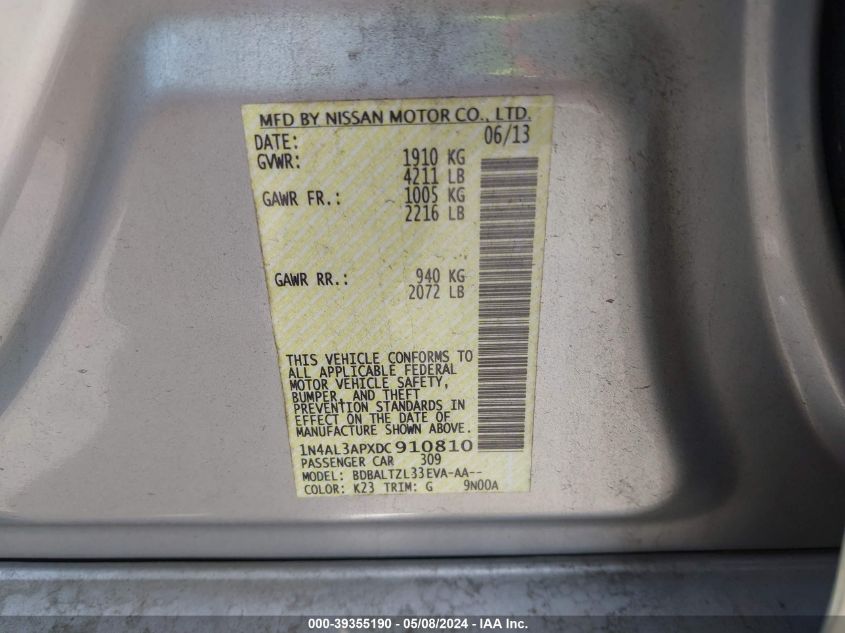 MFD BY NISSAN MOTOR CO., LTD.
DATE: 06/13
GVWR: 1910 KG
4211 LB
GAWR FR.: 1005 KG
2216 LB
GAWR RR.: 940 KG
2072 LB
THIS VEHICLE CONFORMS TO
ALL APPLICABLE FEDERAL
MOTOR VEHICLE SAFETY,
BUMPER, AND THEFT
PREVENTION STANDARDS IN
EFFECT ON THE DATE OF
MANUFACTURE SHOWN ABOVE.
1N4AL3APXDC910810
PASSENGER CAR 309
MODEL: BDBALTZL33EVA-AA--
COLOR: K23 TRIM: G 9N00A
000-39355190 - 05/08/2024 - IAA Inc.